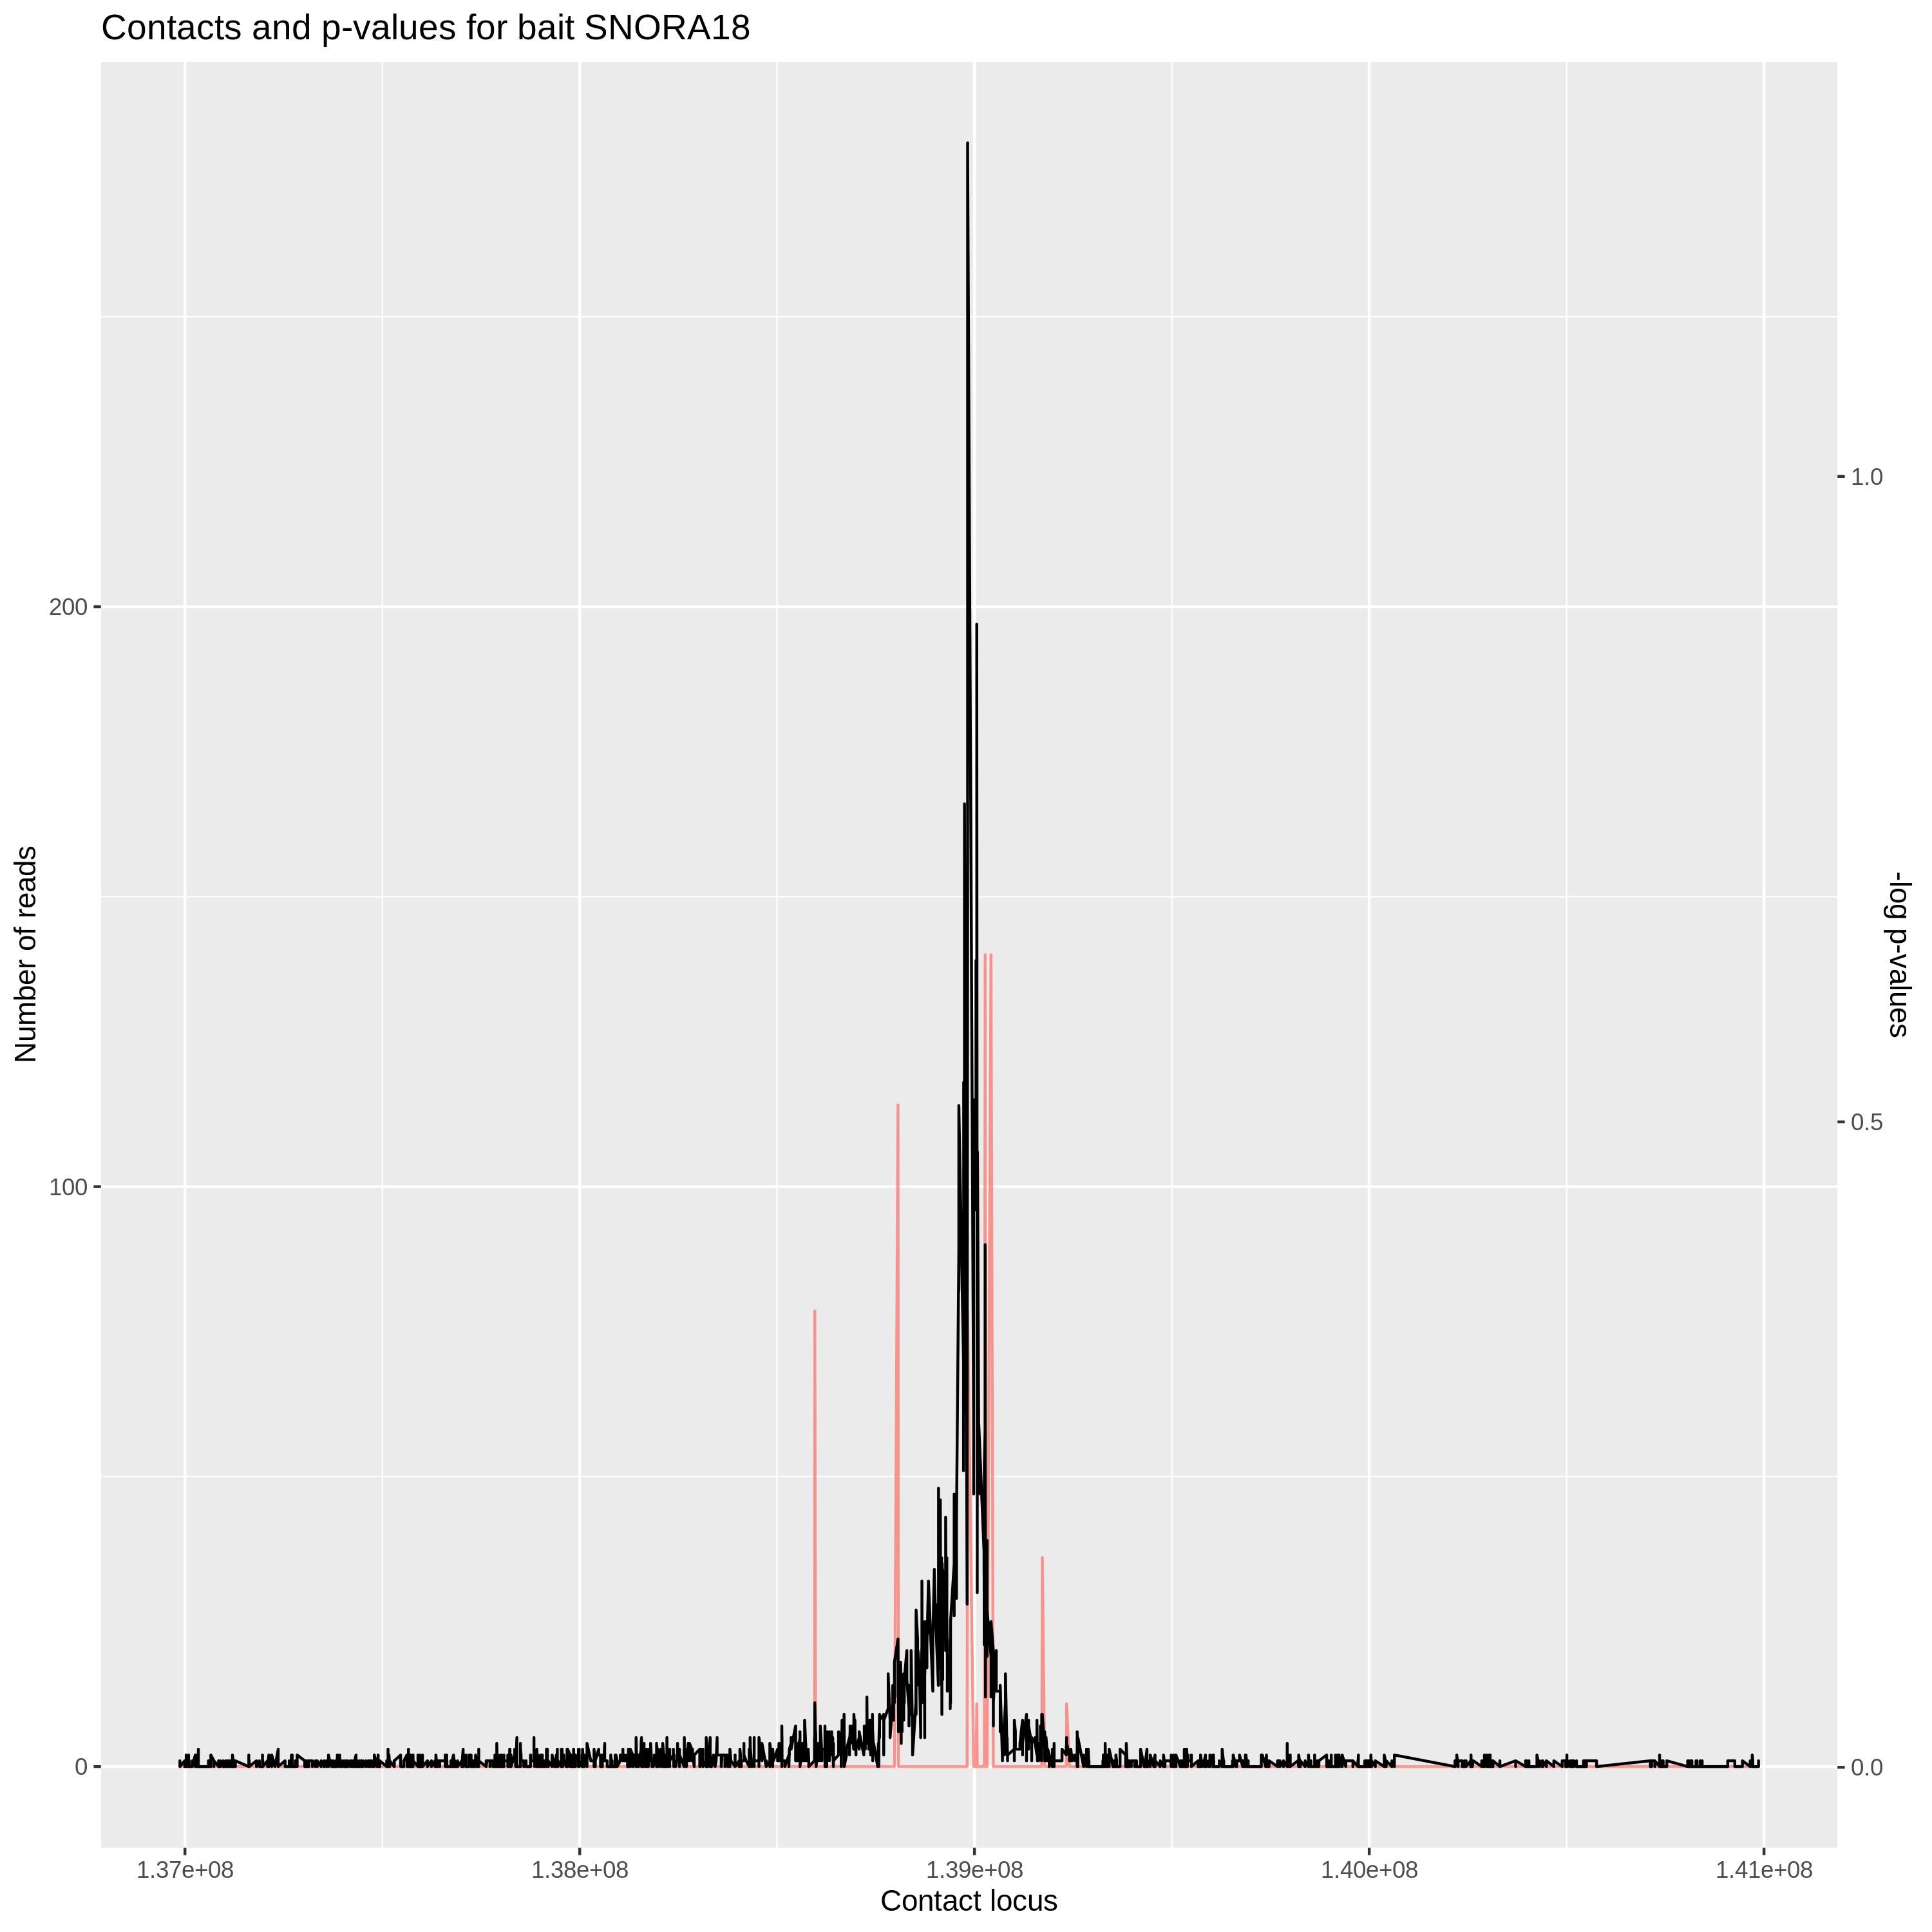 Contacts and p-values for bait SNORA18
Number of reads
200
100
0
1.0
0.5
0.0
-log p-values
1.37e+08 1.38e+08 1.39e+08 1.40e+08 1.41e+08
Contact locus